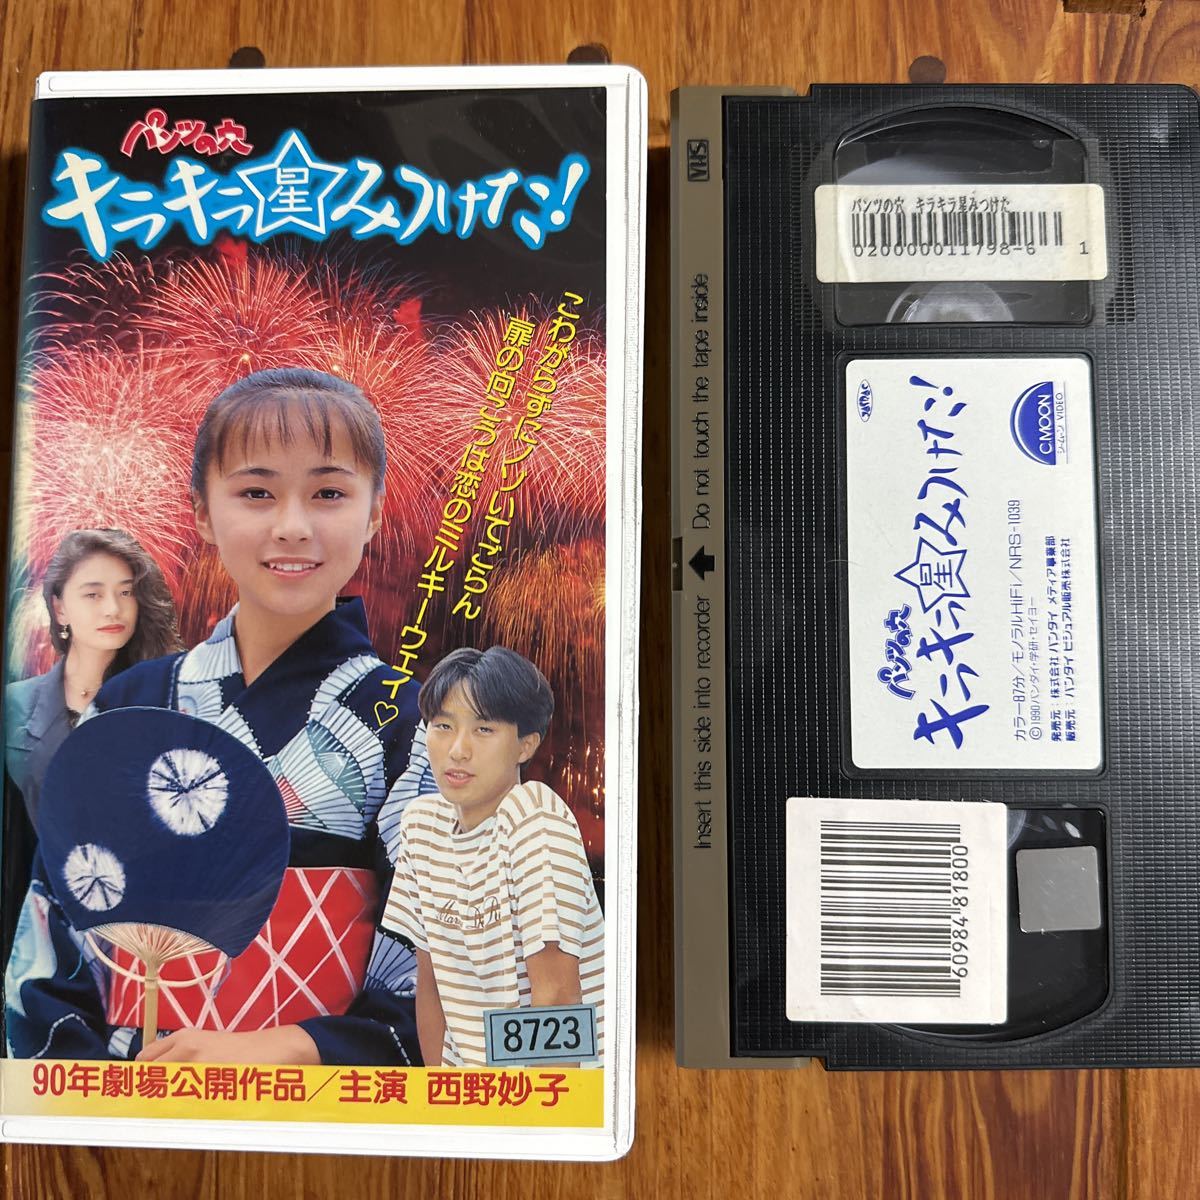 パンツの穴
キラキラ星みつけた!
こわがらずにノゾいてごらん
扉の向こうは恋のミルキーウェイ♡
8723
90年劇場公開作品/主演 西野妙子
VHS
Do not touch the tape inside
Insert this side into recorder
パンツの穴 キラキラ星みつけた
020000011798-6 1
パンツの穴
キラキラ星みつけた!
C.MOON
シームーン VIDEO
カラー87分/モノラルHiFi/NRS-1039
©1990バンダイ・学研・セイヨー
発売元:株式会社バンダイ メディア事業部
販売元:バンダイ ビジュアル販売株式会社
60984 81800